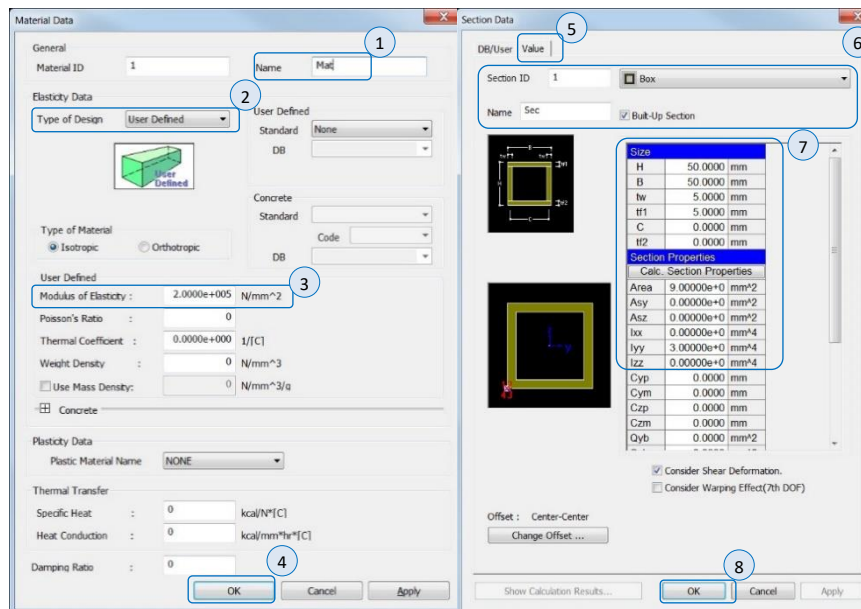 Material Data
General
Material ID 1 Name Mat 1
Elasticity Data
Type of Design User Defined 2
User Defined
Standard None
DB
User Defined
Concrete
Standard
Code
DB
Type of Material
Isotropic Orthotropic
User Defined
Modulus of Elasticity : 2.0000e+005 N/mm^2 3
Poisson's Ratio : 0
Thermal Coefficient : 0.0000e+000 1/[C]
Weight Density : 0 N/mm^3
Use Mass Density: 0 N/mm^3/g
Concrete
Plasticity Data
Plastic Material Name NONE
Thermal Transfer
Specific Heat : 0 kcal/N*[C]
Heat Conduction : 0 kcal/mm*hr*[C]
Damping Ratio : 0
4
OK Cancel Apply
Section Data
5 6
DB/User Value
Section ID 1 Box
Name Sec Built-Up Section
B
tw tw tf1
H
tf2
C
7
Size
H 50.0000 mm
B 50.0000 mm
tw 5.0000 mm
tf1 5.0000 mm
C 0.0000 mm
tf2 0.0000 mm
Section Properties
Calc. Section Properties
Area 9.00000e+0 mm^2
Asy 0.00000e+0 mm^2
Asz 0.00000e+0 mm^2
Ixx 0.00000e+0 mm^4
Iyy 3.00000e+0 mm^4
Izz 0.00000e+0 mm^4
Cyp 0.0000 mm
Cym 0.0000 mm
Czp 0.0000 mm
Czm 0.0000 mm
Qyb 0.0000 mm^2
y
Consider Shear Deformation.
Consider Warping Effect(7th DOF)
Offset : Center-Center
Change Offset ...
8
Show Calculation Results... OK Cancel Apply